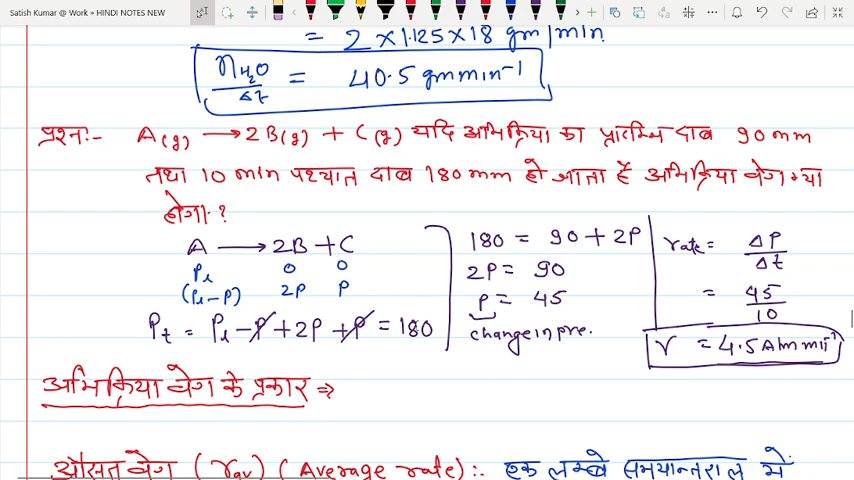 Satish Kumar @ Work » HINDI NOTES NEW
= 2 × 1.125 × 18 gm/min.
nH₂O/Δt = 40.5 gm min⁻¹
प्रश्न:- A(g) → 2B(g) + C(g) यदि अभिक्रिया का प्रारम्भि दाब 90 mm
तथा 10 min पश्चात दाब 180 mm हो जाता हैं अभिक्रिया वेग क्या
होगा ?
A → 2B + C
Pi 0 0
(Pi-P) 2P P
Pt = Pi - P + 2P + P = 180
180 = 90 + 2P
2P = 90
P = 45
change in pre.
rate = ΔP/Δt
= 45/10
r = 4.5 Atm mit⁻¹
अभिक्रिया वेग के प्रकार ⇒
औसत वेग (rav) (Average rate):- एक लम्बे समयान्तराल में